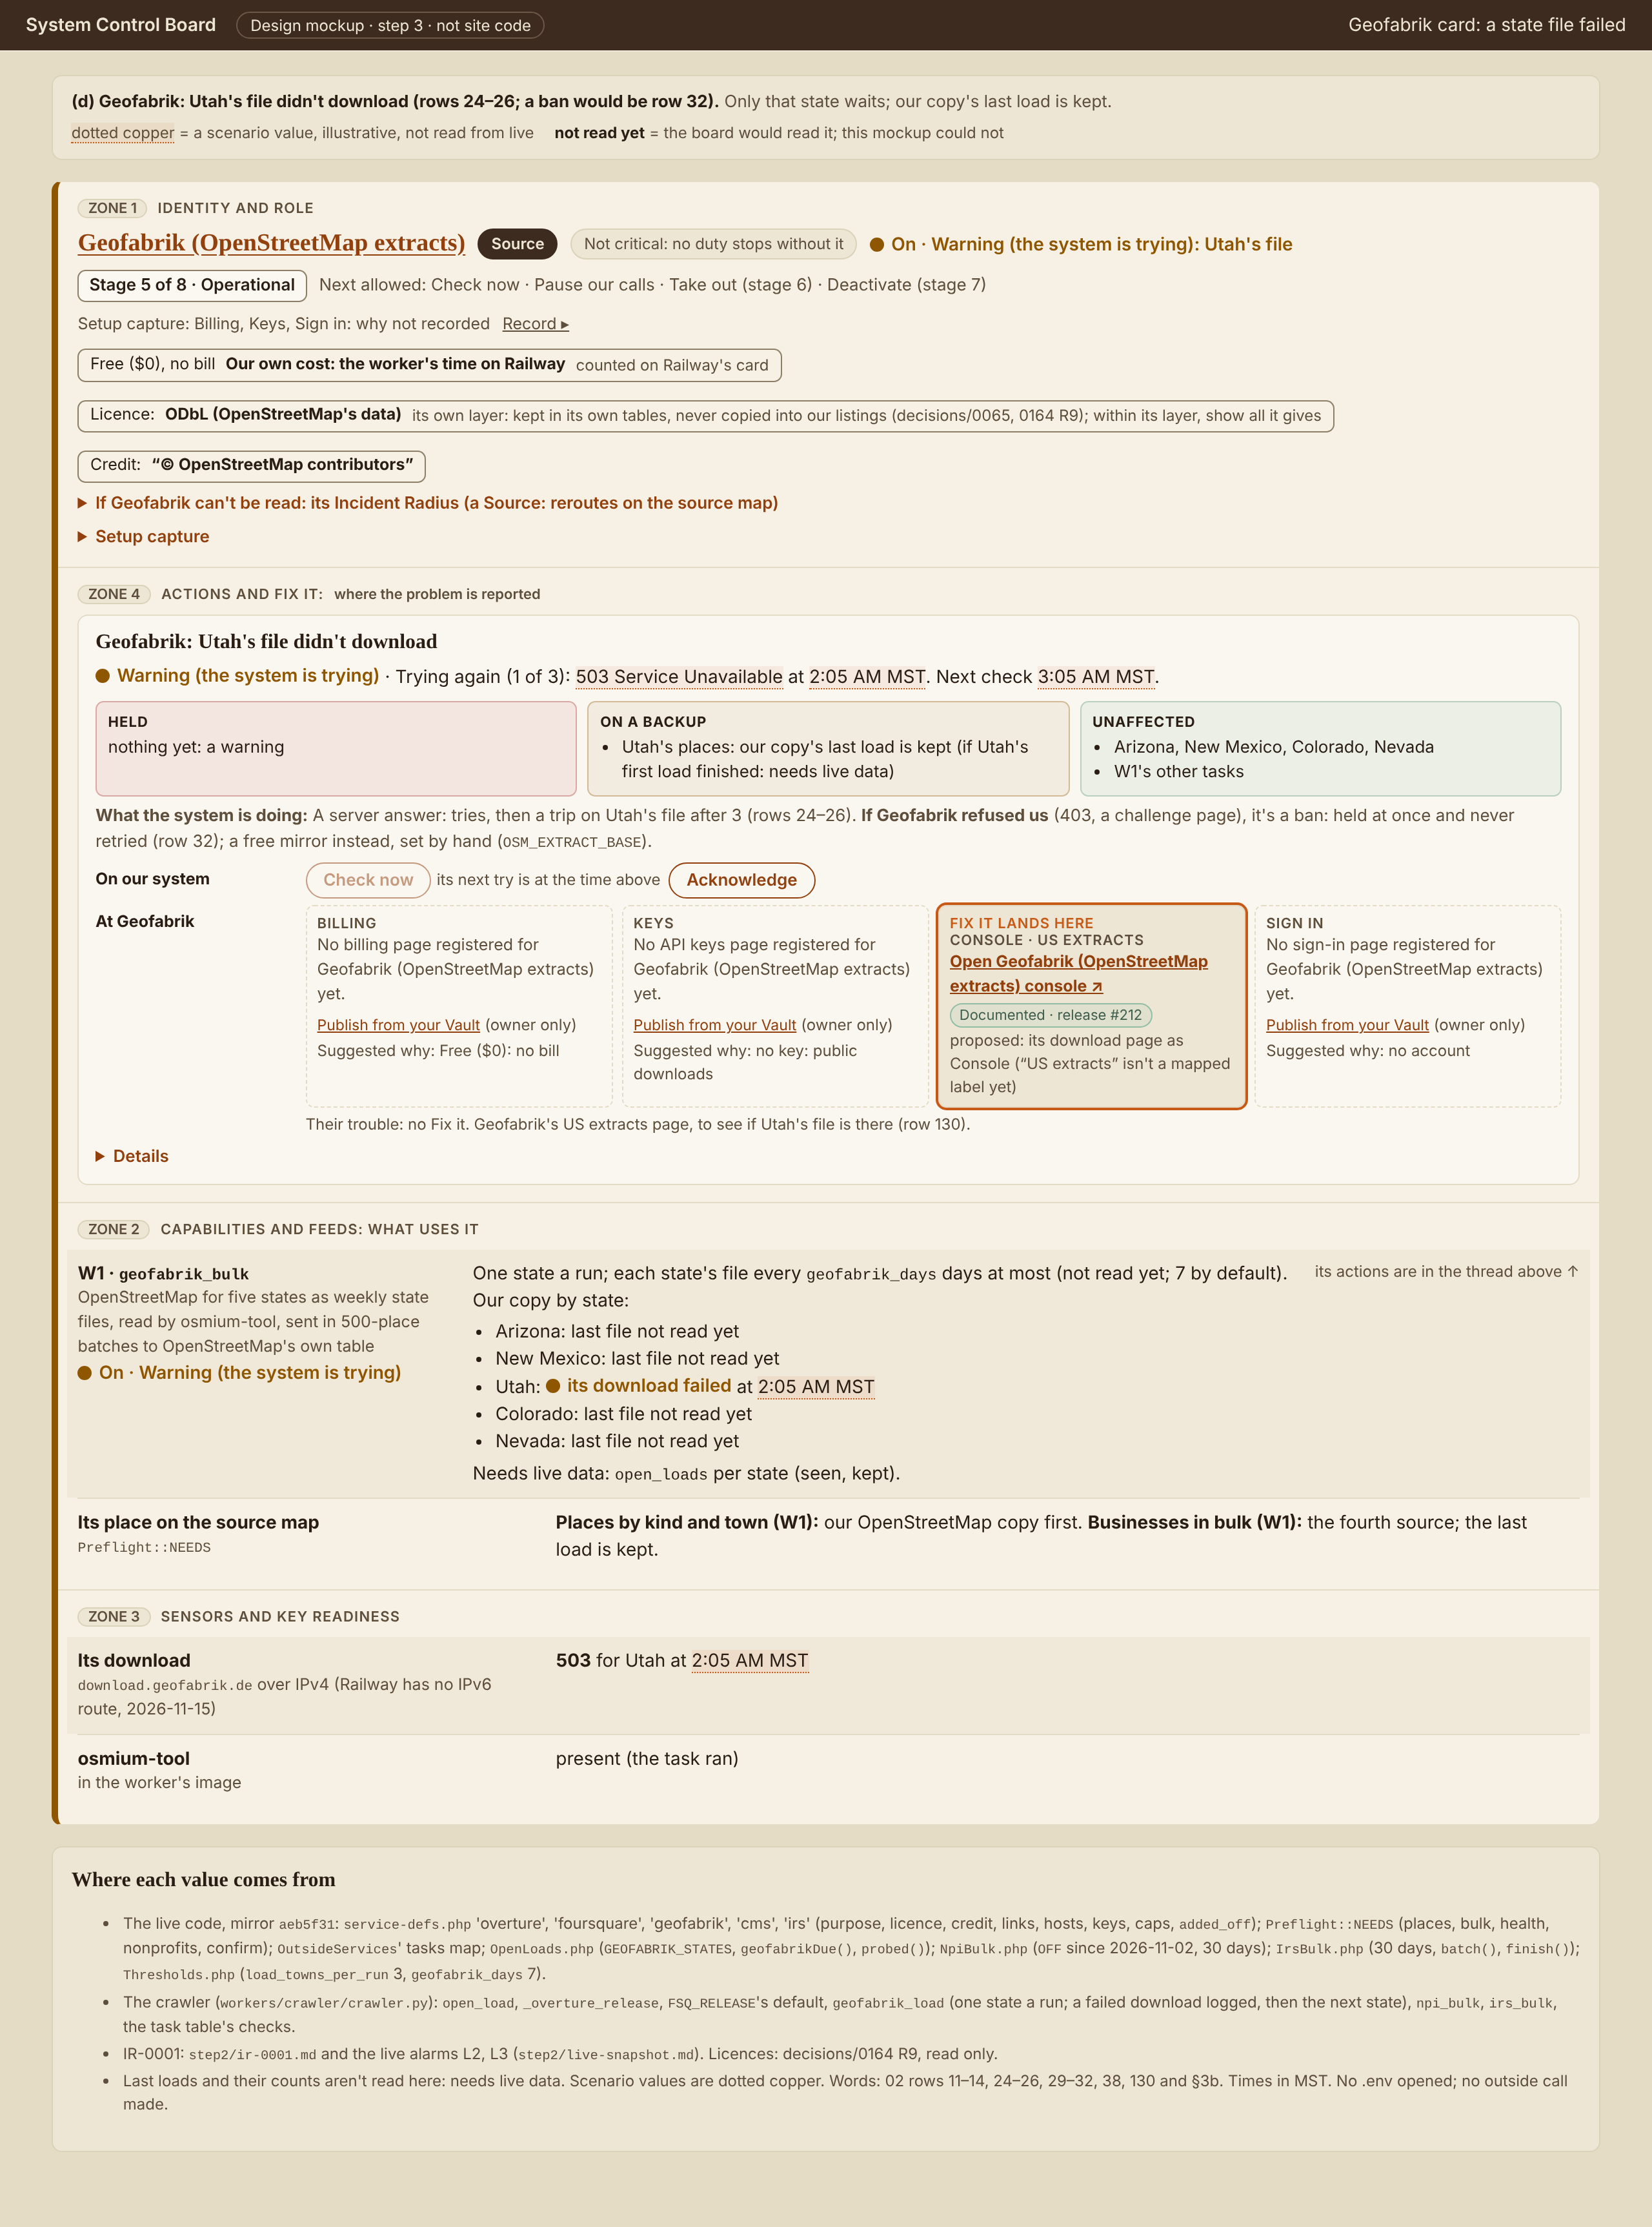 System Control Board
Design mockup · step 3 · not site code
Geofabrik card: a state file failed
(d) Geofabrik: Utah's file didn't download (rows 24–26; a ban would be row 32). Only that state waits; our copy's last load is kept.
dotted copper = a scenario value, illustrative, not read from live not read yet = the board would read it; this mockup could not
ZONE 1 IDENTITY AND ROLE
Geofabrik (OpenStreetMap extracts) Source Not critical: no duty stops without it ● On · Warning (the system is trying): Utah's file
Stage 5 of 8 · Operational Next allowed: Check now · Pause our calls · Take out (stage 6) · Deactivate (stage 7)
Setup capture: Billing, Keys, Sign in: why not recorded Record ▸
Free ($0), no bill Our own cost: the worker's time on Railway counted on Railway's card
Licence: ODbL (OpenStreetMap's data) its own layer: kept in its own tables, never copied into our listings (decisions/0065, 0164 R9); within its layer, show all it gives
Credit: “© OpenStreetMap contributors”
▶ If Geofabrik can't be read: its Incident Radius (a Source: reroutes on the source map)
▶ Setup capture
ZONE 4 ACTIONS AND FIX IT: where the problem is reported
Geofabrik: Utah's file didn't download
● Warning (the system is trying) · Trying again (1 of 3): 503 Service Unavailable at 2:05 AM MST. Next check 3:05 AM MST.
HELD
nothing yet: a warning
ON A BACKUP
• Utah's places: our copy's last load is kept (if Utah's
first load finished: needs live data)
UNAFFECTED
• Arizona, New Mexico, Colorado, Nevada
• W1's other tasks
What the system is doing: A server answer: tries, then a trip on Utah's file after 3 (rows 24–26). If Geofabrik refused us (403, a challenge page), it's a ban: held at once and never
retried (row 32); a free mirror instead, set by hand (OSM_EXTRACT_BASE).
On our system Check now its next try is at the time above Acknowledge
At Geofabrik
BILLING
No billing page registered for
Geofabrik (OpenStreetMap extracts)
yet.
Publish from your Vault (owner only)
Suggested why: Free ($0): no bill
KEYS
No API keys page registered for
Geofabrik (OpenStreetMap extracts)
yet.
Publish from your Vault (owner only)
Suggested why: no key: public
downloads
FIX IT LANDS HERE
CONSOLE · US EXTRACTS
Open Geofabrik (OpenStreetMap
extracts) console ↗
Documented · release #212
proposed: its download page as
Console (“US extracts” isn't a mapped
label yet)
SIGN IN
No sign-in page registered for
Geofabrik (OpenStreetMap extracts)
yet.
Publish from your Vault (owner only)
Suggested why: no account
Their trouble: no Fix it. Geofabrik's US extracts page, to see if Utah's file is there (row 130).
▶ Details
ZONE 2 CAPABILITIES AND FEEDS: WHAT USES IT
W1 · geofabrik_bulk
OpenStreetMap for five states as weekly state
files, read by osmium-tool, sent in 500-place
batches to OpenStreetMap's own table
● On · Warning (the system is trying)
One state a run; each state's file every geofabrik_days days at most (not read yet; 7 by default).
Our copy by state:
• Arizona: last file not read yet
• New Mexico: last file not read yet
• Utah: ● its download failed at 2:05 AM MST
• Colorado: last file not read yet
• Nevada: last file not read yet
Needs live data: open_loads per state (seen, kept).
its actions are in the thread above ↑
Its place on the source map
Preflight::NEEDS
Places by kind and town (W1): our OpenStreetMap copy first. Businesses in bulk (W1): the fourth source; the last
load is kept.
ZONE 3 SENSORS AND KEY READINESS
Its download
download.geofabrik.de over IPv4 (Railway has no IPv6
route, 2026-11-15)
503 for Utah at 2:05 AM MST
osmium-tool
in the worker's image
present (the task ran)
Where each value comes from
• The live code, mirror aeb5f31: service-defs.php 'overture', 'foursquare', 'geofabrik', 'cms', 'irs' (purpose, licence, credit, links, hosts, keys, caps, added_off); Preflight::NEEDS (places, bulk, health,
nonprofits, confirm); OutsideServices' tasks map; OpenLoads.php (GEOFABRIK_STATES, geofabrikDue(), probed()); NpiBulk.php (OFF since 2026-11-02, 30 days); IrsBulk.php (30 days, batch(), finish());
Thresholds.php (load_towns_per_run 3, geofabrik_days 7).
• The crawler (workers/crawler/crawler.py): open_load, _overture_release, FSQ_RELEASE's default, geofabrik_load (one state a run; a failed download logged, then the next state), npi_bulk, irs_bulk,
the task table's checks.
• IR-0001: step2/ir-0001.md and the live alarms L2, L3 (step2/live-snapshot.md). Licences: decisions/0164 R9, read only.
• Last loads and their counts aren't read here: needs live data. Scenario values are dotted copper. Words: 02 rows 11–14, 24–26, 29–32, 38, 130 and §3b. Times in MST. No .env opened; no outside call
made.